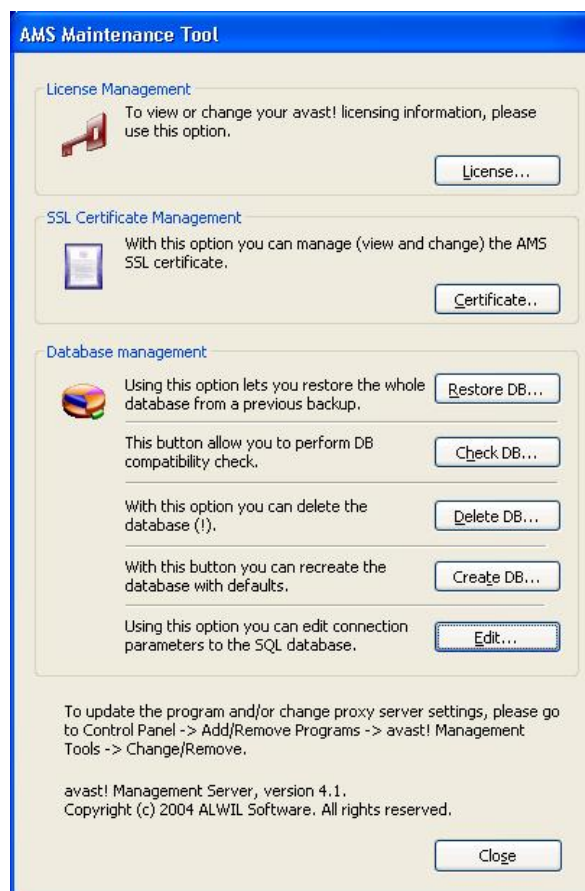 AMS Maintenance Tool
License Management
To view or change your avast! licensing information, please
use this option.
License...
SSL Certificate Management
With this option you can manage (view and change) the AMS
SSL certificate.
Certificate..
Database management
Using this option lets you restore the whole
database from a previous backup.
Restore DB...
This button allow you to perform DB
compatibility check.
Check DB...
With this option you can delete the
database (!).
Delete DB...
With this button you can recreate the
database with defaults.
Create DB...
Using this option you can edit connection
parameters to the SQL database.
Edit...
To update the program and/or change proxy server settings, please go
to Control Panel -> Add/Remove Programs -> avast! Management
Tools -> Change/Remove.
avast! Management Server, version 4.1.
Copyright (c) 2004 ALWIL Software. All rights reserved.
Close